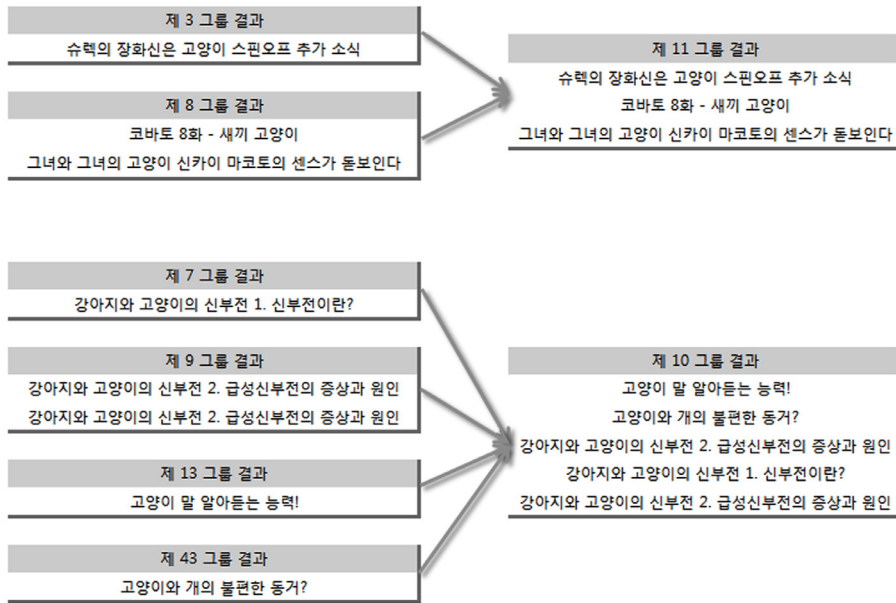 제 3 그룹 결과
슈렉의 장화신은 고양이 스핀오프 추가 소식
제 8 그룹 결과
코바토 8화 - 새끼 고양이
그녀와 그녀의 고양이 신카이 마코토의 센스가 돋보인다
제 11 그룹 결과
슈렉의 장화신은 고양이 스핀오프 추가 소식
코바토 8화 - 새끼 고양이
그녀와 그녀의 고양이 신카이 마코토의 센스가 돋보인다
제 7 그룹 결과
강아지와 고양이의 신부전 1. 신부전이란?
제 9 그룹 결과
강아지와 고양이의 신부전 2. 급성신부전의 증상과 원인
강아지와 고양이의 신부전 2. 급성신부전의 증상과 원인
제 13 그룹 결과
고양이 말 알아듣는 능력!
제 43 그룹 결과
고양이와 개의 불편한 동거?
제 10 그룹 결과
고양이 말 알아듣는 능력!
고양이와 개의 불편한 동거?
강아지와 고양이의 신부전 2. 급성신부전의 증상과 원인
강아지와 고양이의 신부전 1. 신부전이란?
강아지와 고양이의 신부전 2. 급성신부전의 증상과 원인